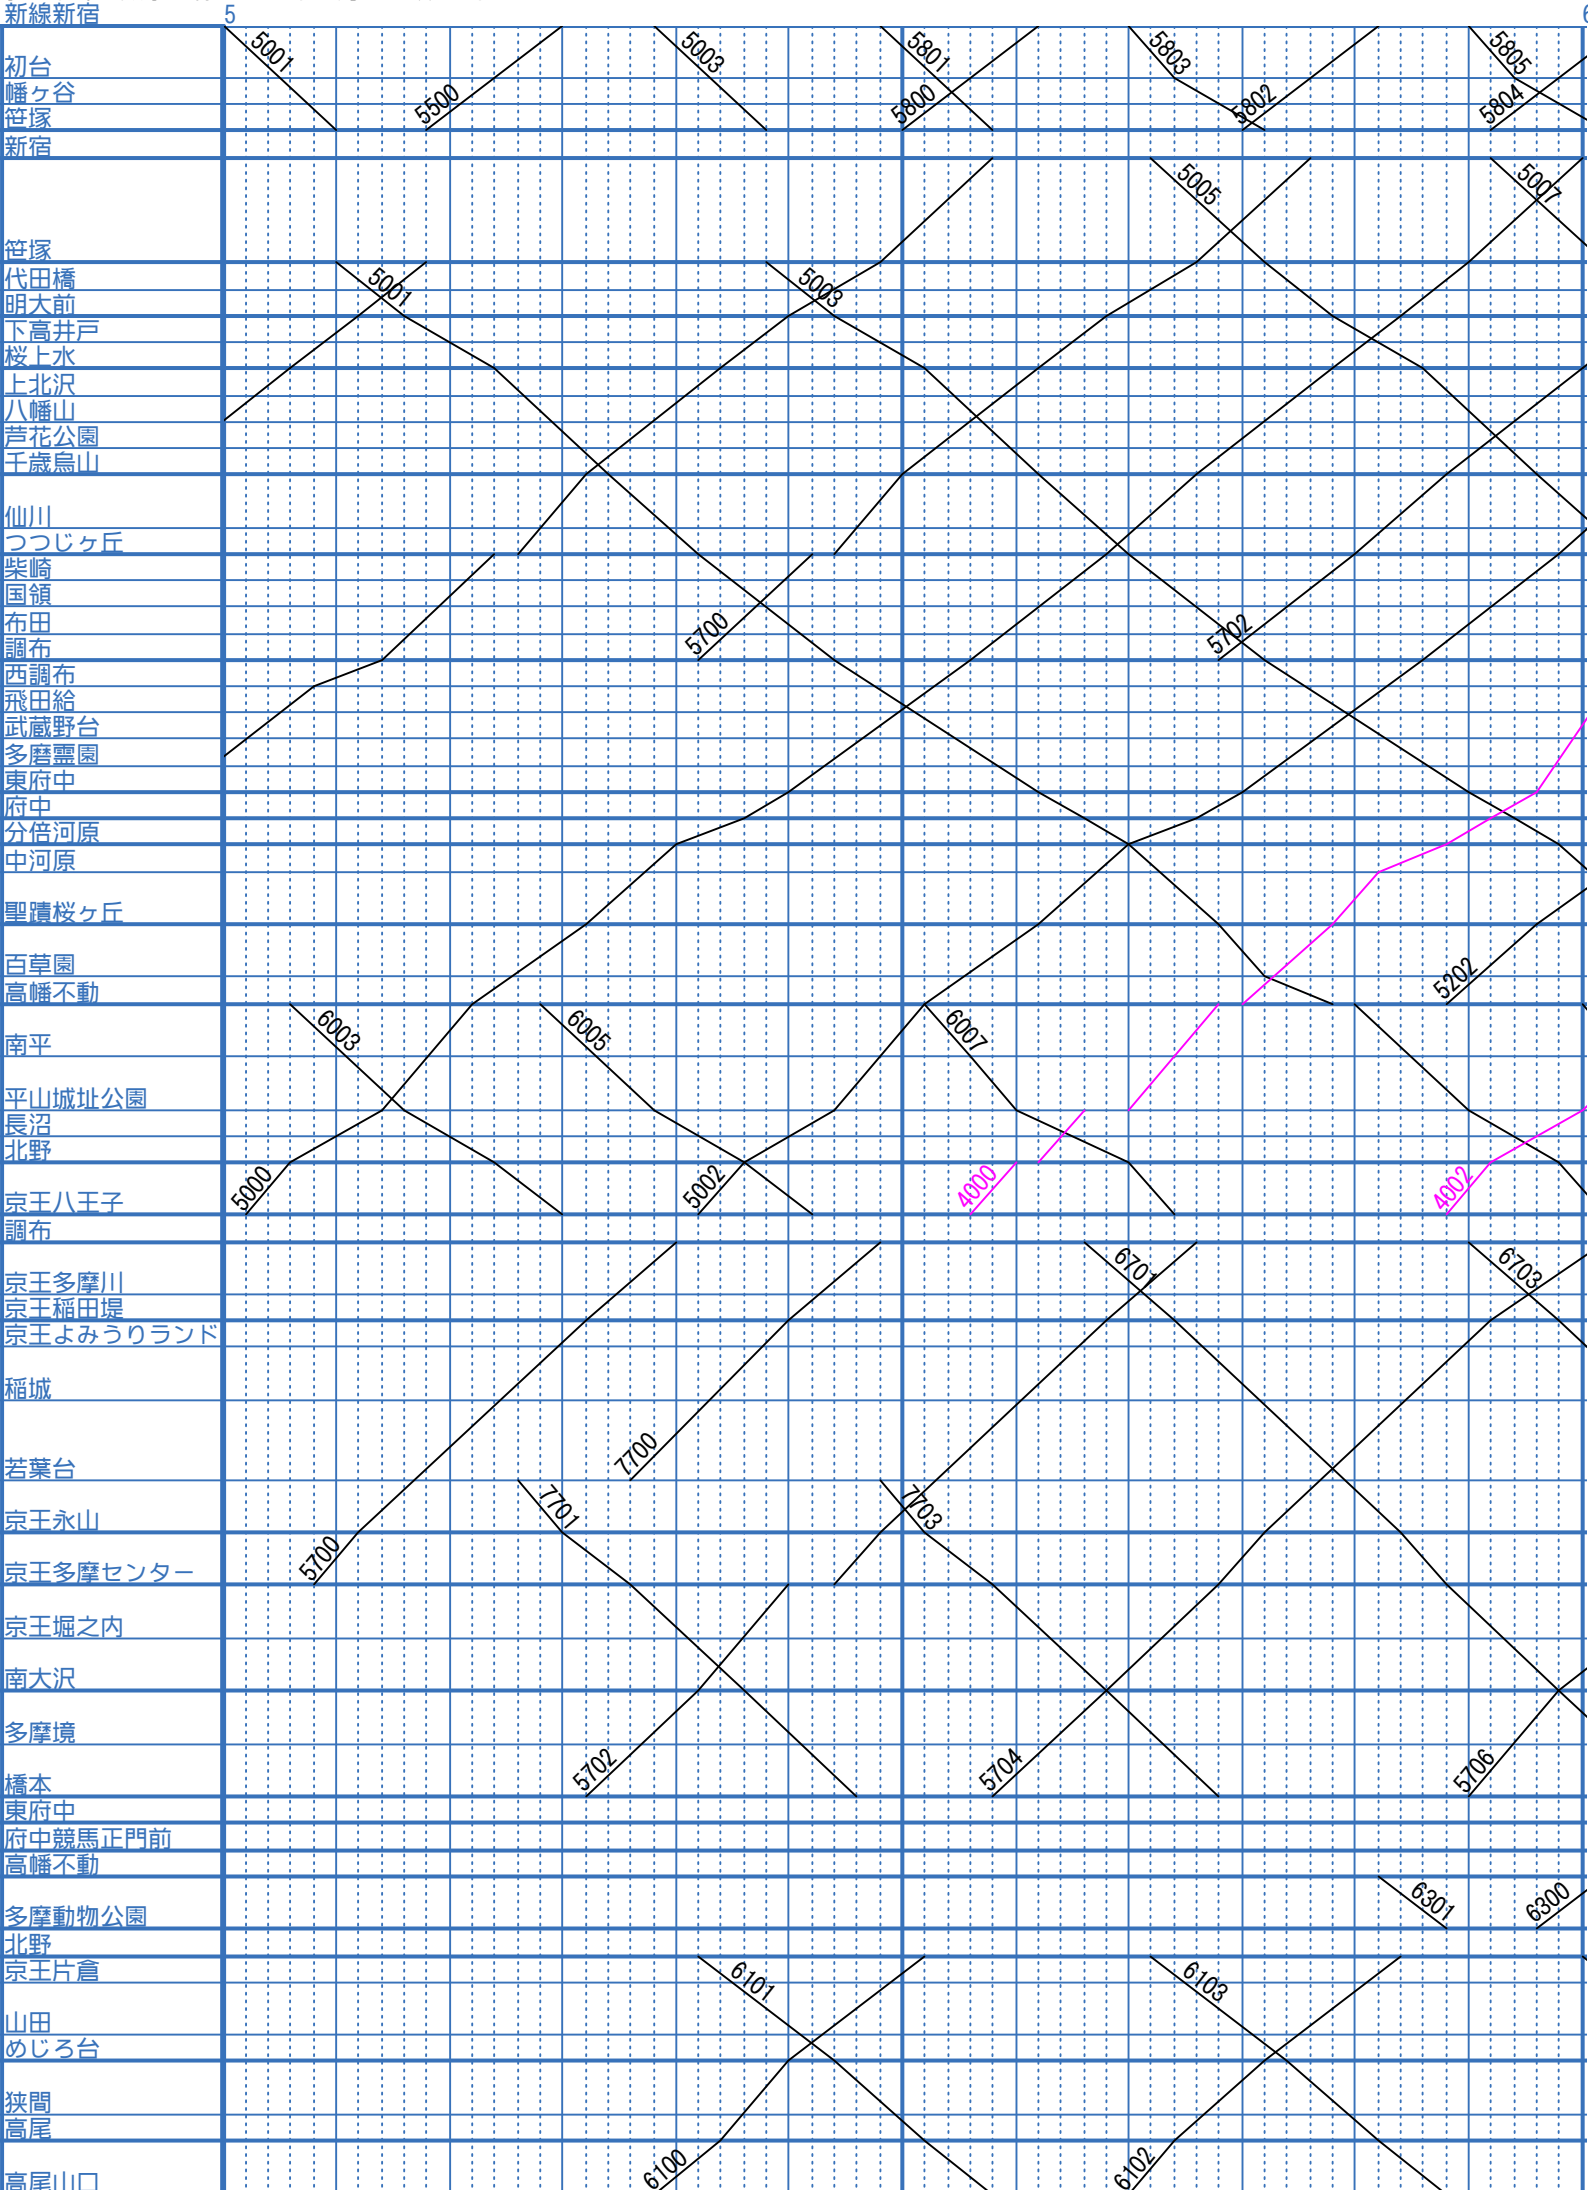 新線新宿 5 6
5001 5003 5801 5803 5805
初台
幡ヶ谷
5500 5800 5802 5804
笹塚
新宿
5005 5007
笹塚
代田橋
5001 5003
明大前
下高井戸
桜上水
上北沢
八幡山
芦花公園
千歳烏山
仙川
つつじヶ丘
柴崎
国領
布田
5700 5702
調布
西調布
飛田給
武蔵野台
多磨霊園
東府中
府中
分倍河原
中河原
聖蹟桜ヶ丘
百草園
5202
高幡不動
6003 6005 6007
南平
平山城址公園
長沼
北野
5000 5002 4000 4002
京王八王子
調布
6701 6703
京王多摩川
京王稲田堤
京王よみうりランド
稲城
7700
若葉台
7701 7703
京王永山
5700
京王多摩センター
京王堀之内
南大沢
多摩境
5702 5704 5706
橋本
東府中
府中競馬正門前
高幡不動
6301 6300
多摩動物公園
北野
京王片倉
6101 6103
山田
めじろ台
狭間
高尾
6100 6102
高尾山口